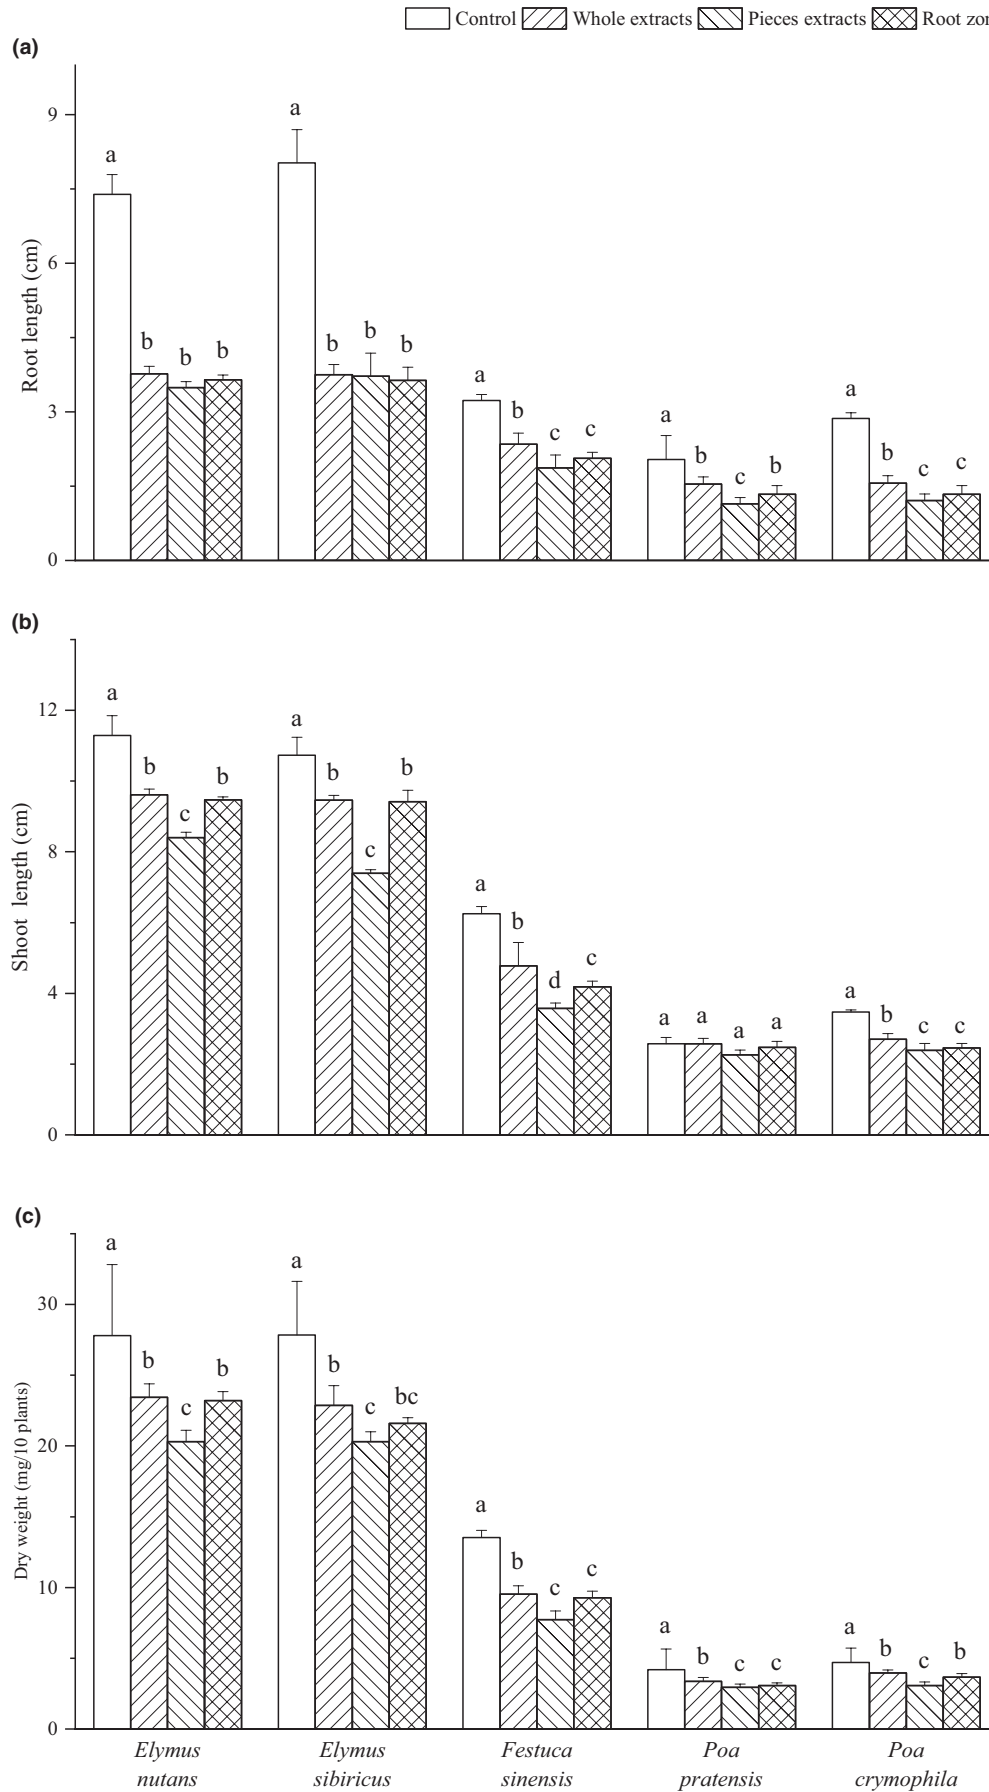 Control Whole extracts Pieces extracts Root zon
(a)
9
6
3
0
Root length (cm)
a b b b a b b b a b c c a b c b a b c c
(b)
12
8
4
0
Shoot length (cm)
a b c b a b c b a b d c a a a a a b c c
(c)
30
20
10
0
Dry weight (mg/10 plants)
a b c b a b c bc a b c c a b c c a b c b
Elymus Elymus Festuca Poa Poa
nutans sibiricus sinensis pratensis crymophila